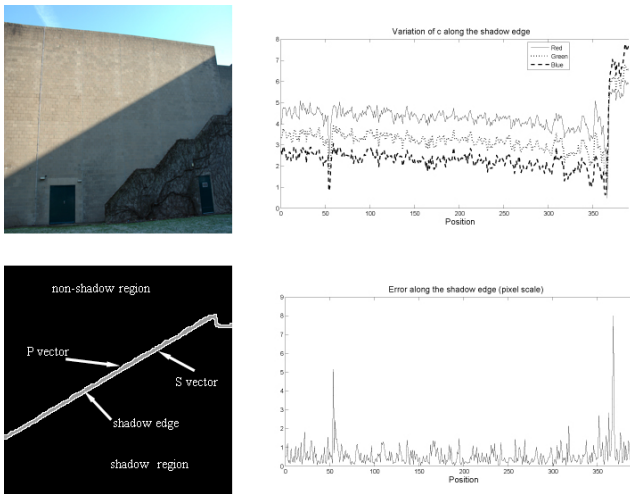 Variation of c along the shadow edge
Red
Green
Blue
8
7
6
5
4
3
2
1
0
0 50 100 150 200 250 300 350
Position
non-shadow region
P vector
S vector
shadow edge
shadow region
Error along the shadow edge (pixel scale)
9
8
7
6
5
4
3
2
1
0
0 50 100 150 200 250 300 350
Position